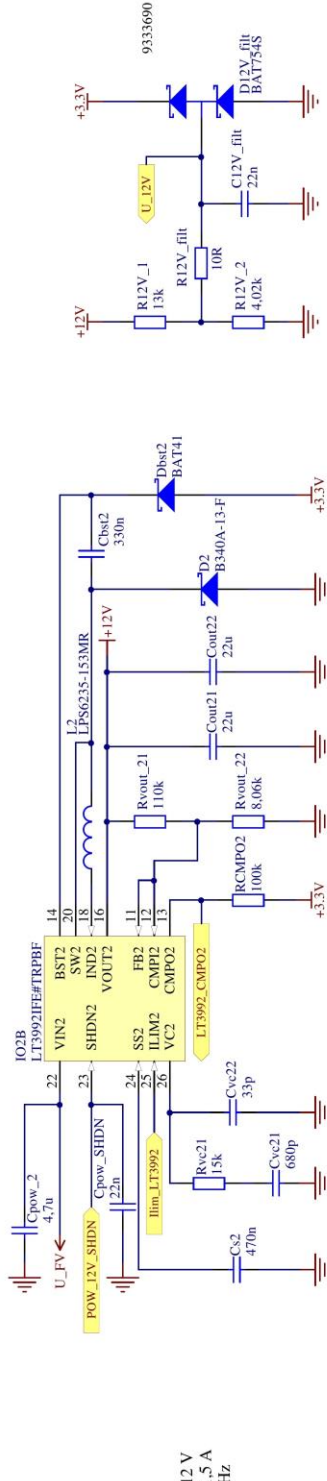 12 V
,5 A
Hz
Cpow_2
4,7u
U_FV
POW_12V_SHDN
Cpow_SHDN
22n
Ilim_LT3992
Cs2
470n
Rvc21
15k
Cvc21
680p
Cvc22
33p
IO2B
LT3992IFE#TRPBF
22
VIN2
23
SHDN2
24
SS2
25
ILIM2
26
VC2
BST2
14
SW2
20
IND2
18
VOUT2
16
FB2
11
CMPI2
12
CMPO2
13
LT3992_CMPO2
RCMPO2
100k
+3.3V
L2
LPS6235-153MR
Rvout_21
110k
Rvout_22
8,06k
+12V
Cout21
22u
Cout22
22u
Cbst2
330n
D2
B340A-13-F
Dbst2
BAT41
+3.3V
+12V
R12V_1
13k
R12V_2
4,02k
R12V_filt
10R
U_12V
C12V_filt
22n
+3.3V
D12V_filt
BAT754S
9333690